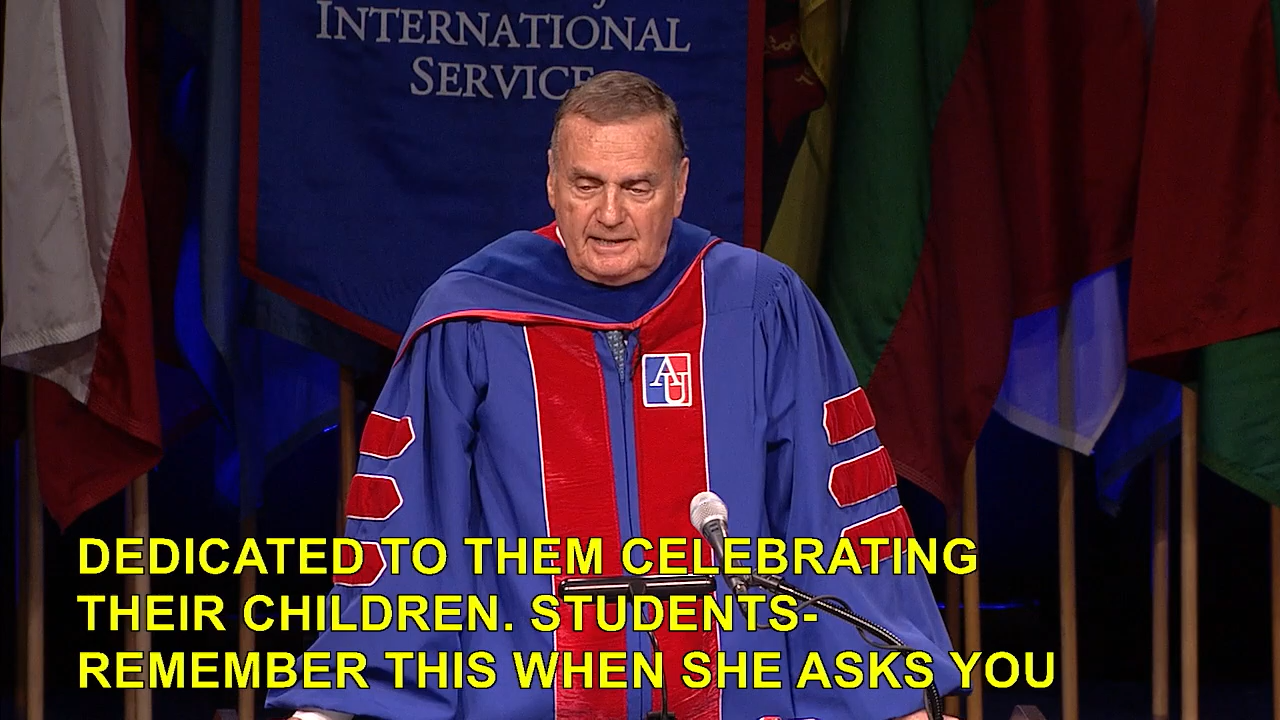 INTERNATIONAL
SERVICE
AU
DEDICATED TO THEM CELEBRATING
THEIR CHILDREN. STUDENTS-
REMEMBER THIS WHEN SHE ASKS YOU